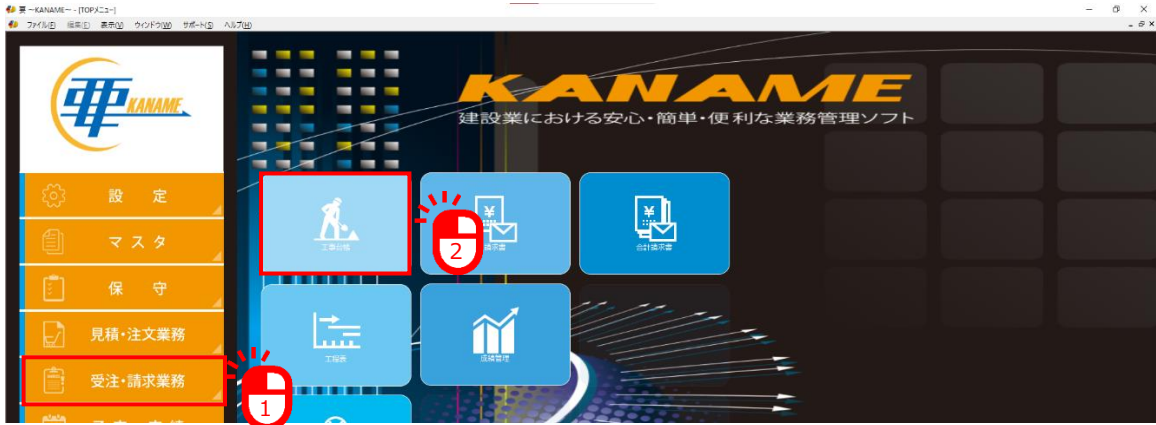 要 ~KANAME~ - [TOPメニュー]
ファイル(F) 編集(E) 表示(V) ウィンドウ(W) サポート(S) ヘルプ(H)
要 KANAME
KANAME
建設業における安心・簡単・便利な業務管理ソフト
設 定
マ ス タ
保 守
見積・注文業務
受注・請求業務
工事台帳
請求書
合計請求書
工程表
成績管理
2
1